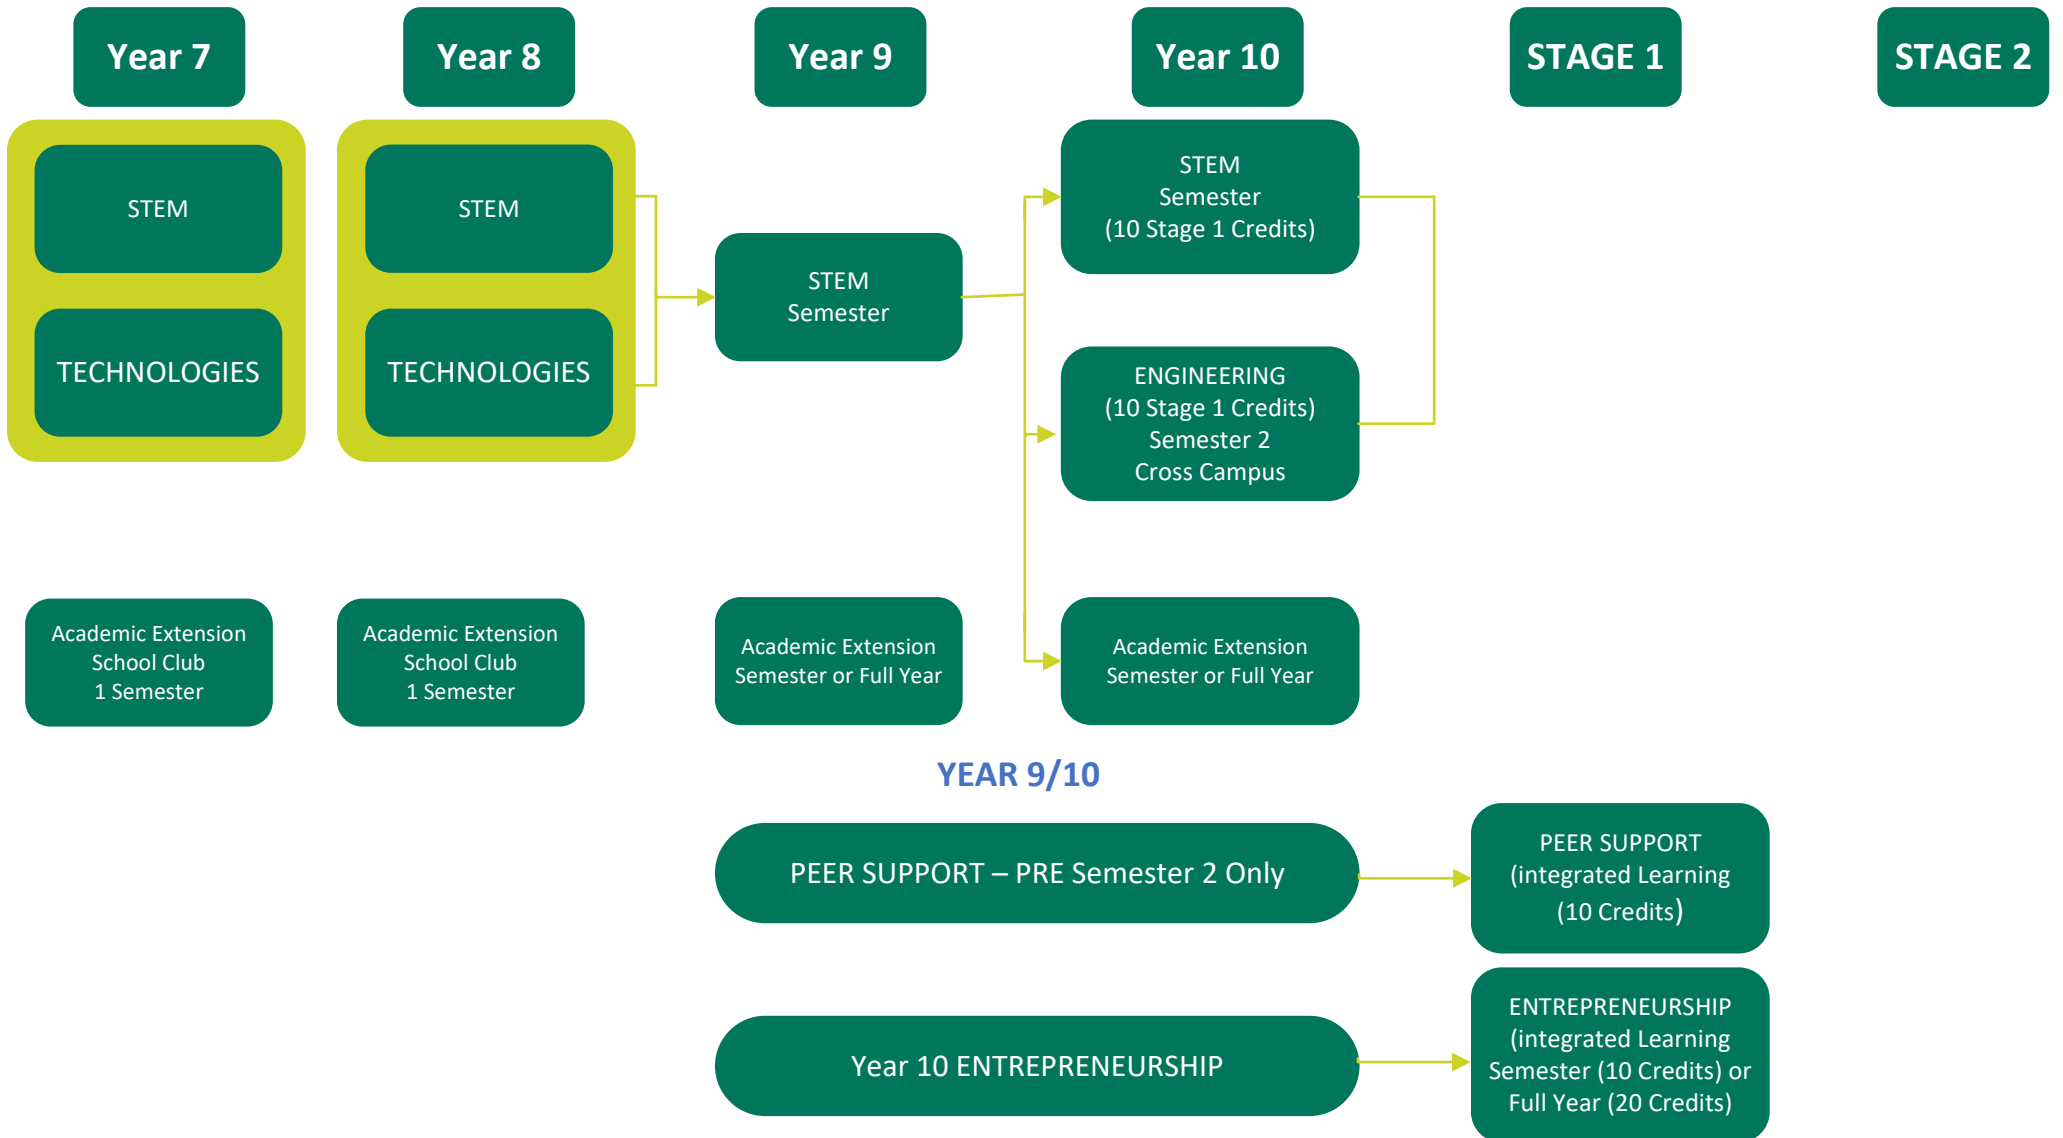 Year 7
Year 8
Year 9
Year 10
STAGE 1
STAGE 2
STEM
TECHNOLOGIES
STEM
TECHNOLOGIES
STEM
Semester
STEM
Semester
(10 Stage 1 Credits)
ENGINEERING
(10 Stage 1 Credits)
Semester 2
Cross Campus
Academic Extension
School Club
1 Semester
Academic Extension
School Club
1 Semester
Academic Extension
Semester or Full Year
Academic Extension
Semester or Full Year
YEAR 9/10
PEER SUPPORT – PRE Semester 2 Only
PEER SUPPORT
(integrated Learning
(10 Credits)
Year 10 ENTREPRENEURSHIP
ENTREPRENEURSHIP
(integrated Learning
Semester (10 Credits) or
Full Year (20 Credits)